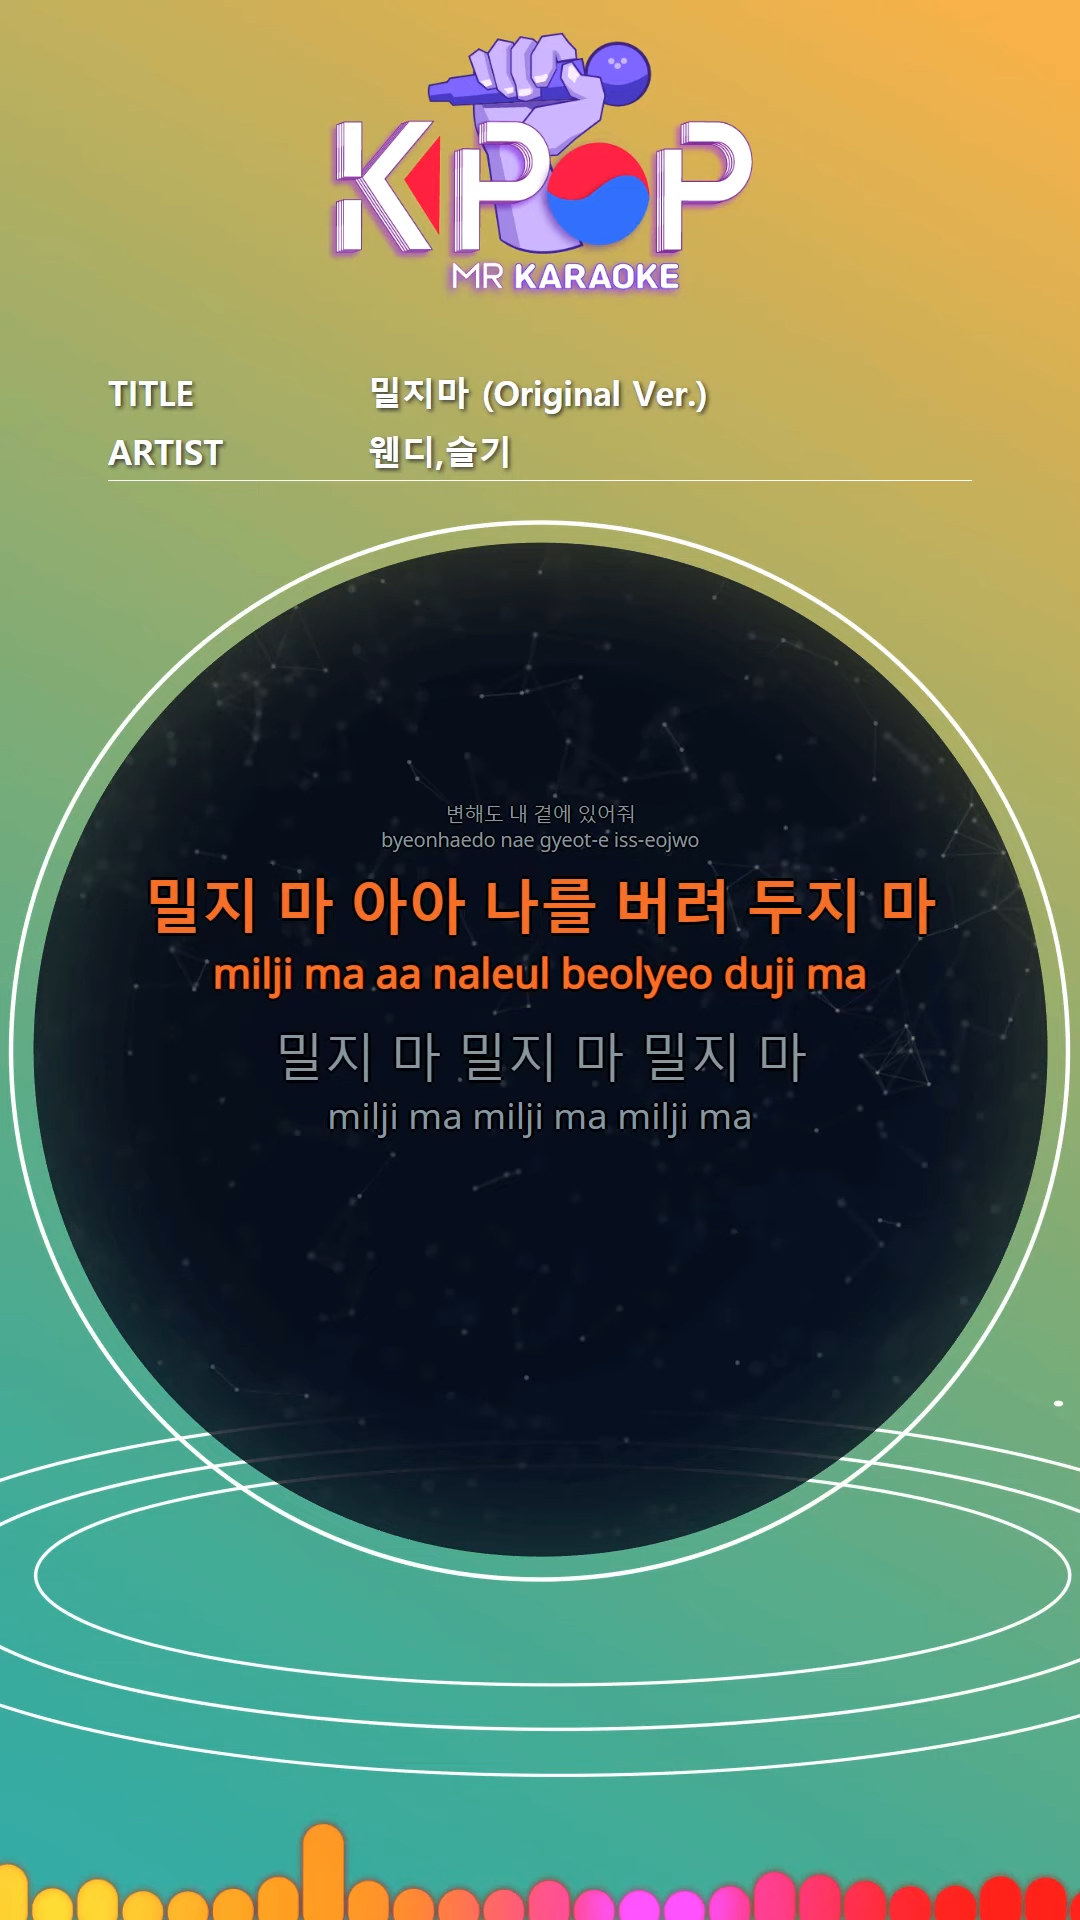 KPOP
MR KARAOKE
TITLE 밀지마 (Original Ver.)
ARTIST 웬디,슬기
변해도 내 곁에 있어줘
byeonhaedo nae gyeot-e iss-eojwo
밀지 마 아아 나를 버려 두지 마
milji ma aa naleul beolyeo duji ma
밀지 마 밀지 마 밀지 마
milji ma milji ma milji ma